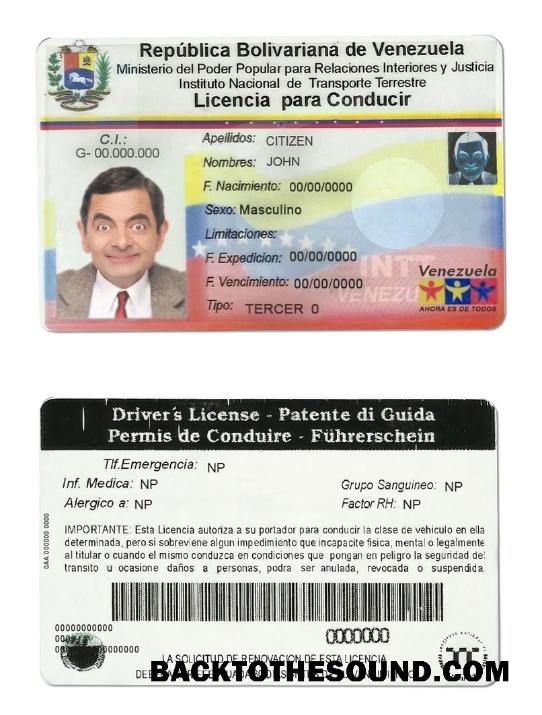 República Bolivariana de Venezuela
Ministerio del Poder Popular para Relaciones Interiores y Justicia
Instituto Nacional de Transporte Terrestre
Licencia para Conducir
C.I.:
G- 00.000.000
Apellidos: CITIZEN
Nombres: JOHN
F. Nacimiento: 00/00/0000
Sexo: Masculino
Limitaciones:
F. Expedicion: 00/00/0000
F. Vencimiento: 00/00/0000
Tipo: TERCER 0
INTT
VENEZU
Venezuela
AHORA ES DE TODOS
Driver's License - Patente di Guida
Permis de Conduire - Führerschein
Tlf.Emergencia: NP
Inf. Medica: NP
Grupo Sanguineo: NP
Alergico a: NP
Factor RH: NP
0AA 000000 0000
IMPORTANTE: Esta Licencia autoriza a su portador para conducir la clase de vehiculo en ella
determinada, pero si sobreviene algun impedimento que incapacite fisica, mental o legalmente
al titular o cuando el mismo conduzca en condiciones que pongan en peligro la seguridad del
transito u ocasione daños a personas, podra ser anulada, revocada o suspendida.
00000000000
0000000
LA SOLICITUD DE RENOVACION DE ESTA LICENCIA
BACKTOTHESOUND.COM